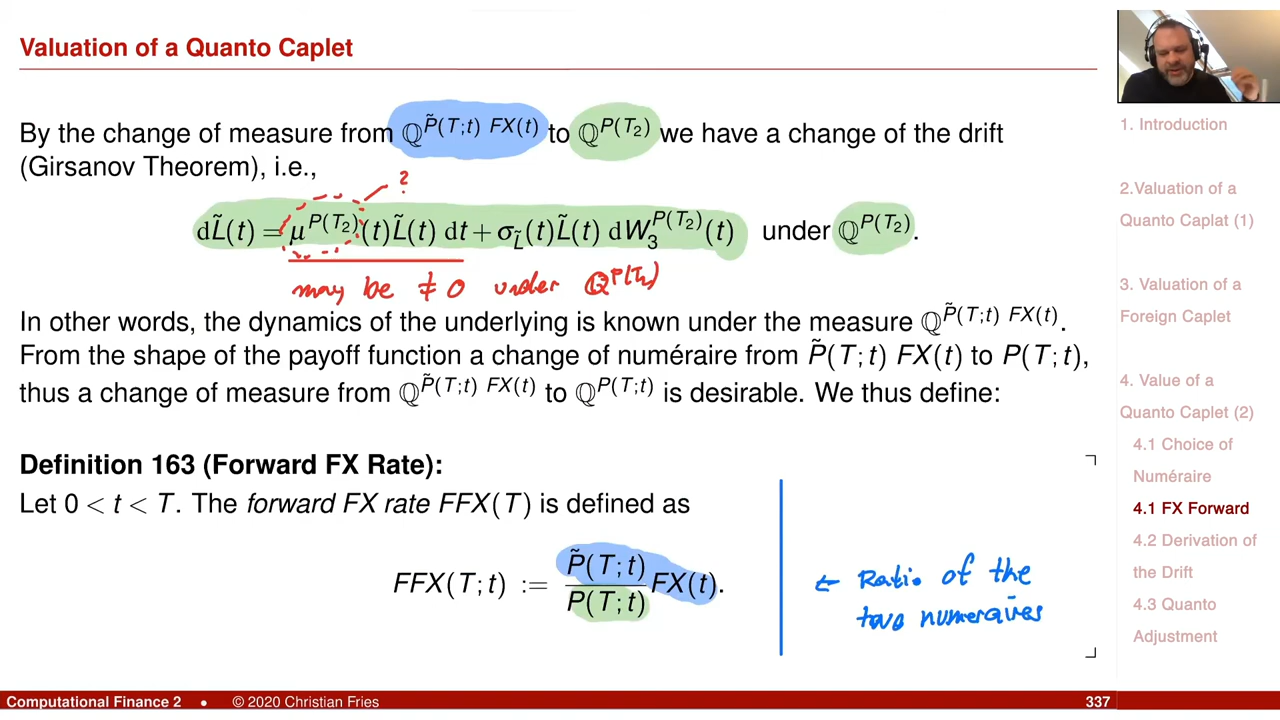 Valuation of a Quanto Caplet
By the change of measure from ℚ^{P̃(T;t) FX(t)} to ℚ^{P(T₂)} we have a change of the drift
(Girsanov Theorem), i.e.,
?
dL̃(t) = μ^{P(T₂)}(t)L̃(t) dt + σ_{L̃}(t)L̃(t) dW₃^{P(T₂)}(t) under ℚ^{P(T₂)}.
may be ≠ 0 under ℚ^{P(T₂)}
In other words, the dynamics of the underlying is known under the measure ℚ^{P̃(T;t) FX(t)}.
From the shape of the payoff function a change of numéraire from P̃(T;t) FX(t) to P(T;t),
thus a change of measure from ℚ^{P̃(T;t) FX(t)} to ℚ^{P(T;t)} is desirable. We thus define:
Definition 163 (Forward FX Rate):
Let 0 < t < T. The forward FX rate FFX(T) is defined as
FFX(T;t) := P̃(T;t)/P(T;t) FX(t).
← Ratio of the
two numeraires
1. Introduction
2.Valuation of a
Quanto Caplat (1)
3. Valuation of a
Foreign Caplet
4. Value of a
Quanto Caplet (2)
4.1 Choice of
Numéraire
4.1 FX Forward
4.2 Derivation of
the Drift
4.3 Quanto
Adjustment
Computational Finance 2 • © 2020 Christian Fries 337